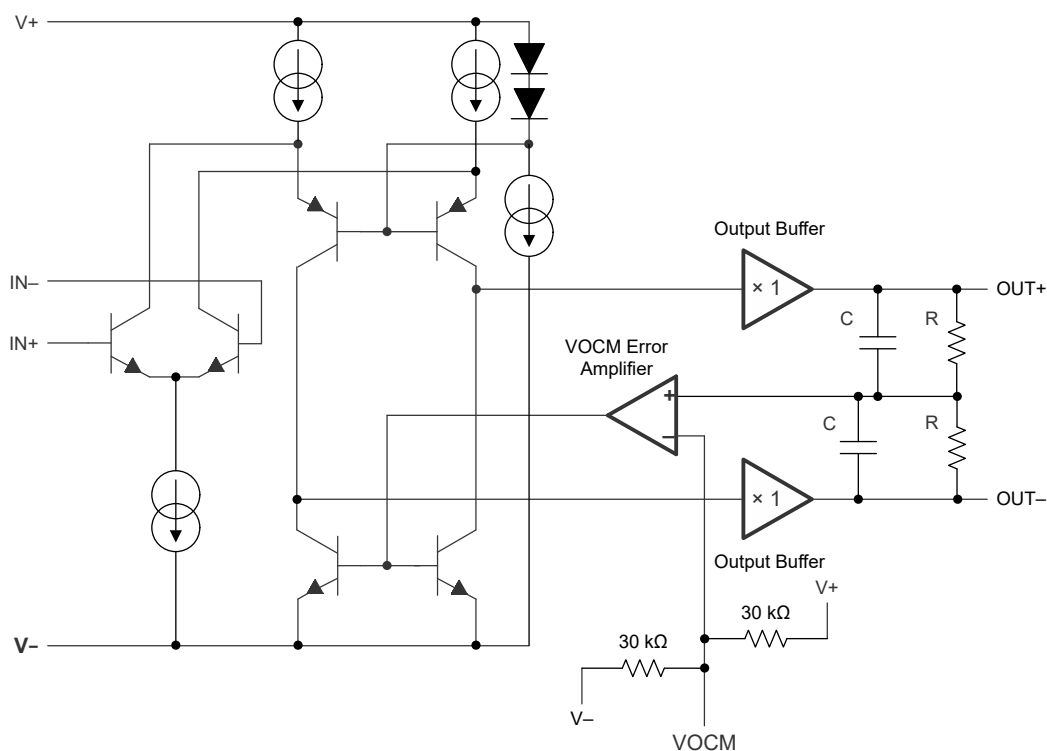 V+
Output Buffer
× 1
OUT+
IN–
C
R
IN+
VOCM Error
Amplifier
+
–
C
R
× 1
OUT–
Output Buffer
V+
30 kΩ
V–
30 kΩ
V–
VOCM